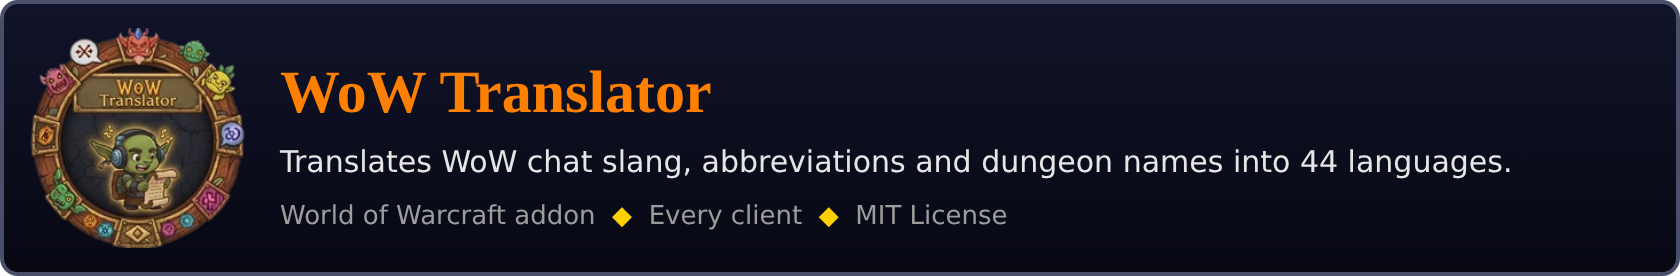 WoW
Translator
WoW Translator
Translates WoW chat slang, abbreviations and dungeon names into 44 languages.
World of Warcraft addon ◆ Every client ◆ MIT License